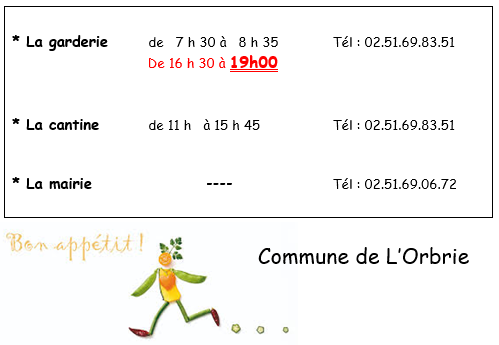 * La garderie de 7 h 30 à 8 h 35 Tél : 02.51.69.83.51
De 16 h 30 à 19h00
* La cantine de 11 h à 15 h 45 Tél : 02.51.69.83.51
* La mairie ---- Tél : 02.51.69.06.72
Bon appétit !
Commune de L'Orbrie